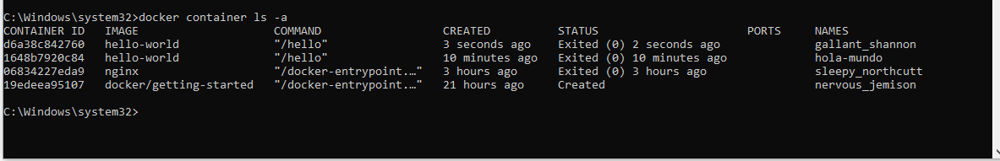 C:\Windows\system32>docker container ls -a
CONTAINER ID   IMAGE                    COMMAND                  CREATED          STATUS                      PORTS     NAMES
d6a38c842760   hello-world              "/hello"                 3 seconds ago    Exited (0) 2 seconds ago              gallant_shannon
1648b7920c84   hello-world              "/hello"                 10 minutes ago   Exited (0) 10 minutes ago             hola-mundo
06834227eda9   nginx                    "/docker-entrypoint.…"   3 hours ago      Exited (0) 3 hours ago                sleepy_northcutt
19edeea95107   docker/getting-started   "/docker-entrypoint.…"   21 hours ago     Created                               nervous_jemison
C:\Windows\system32>